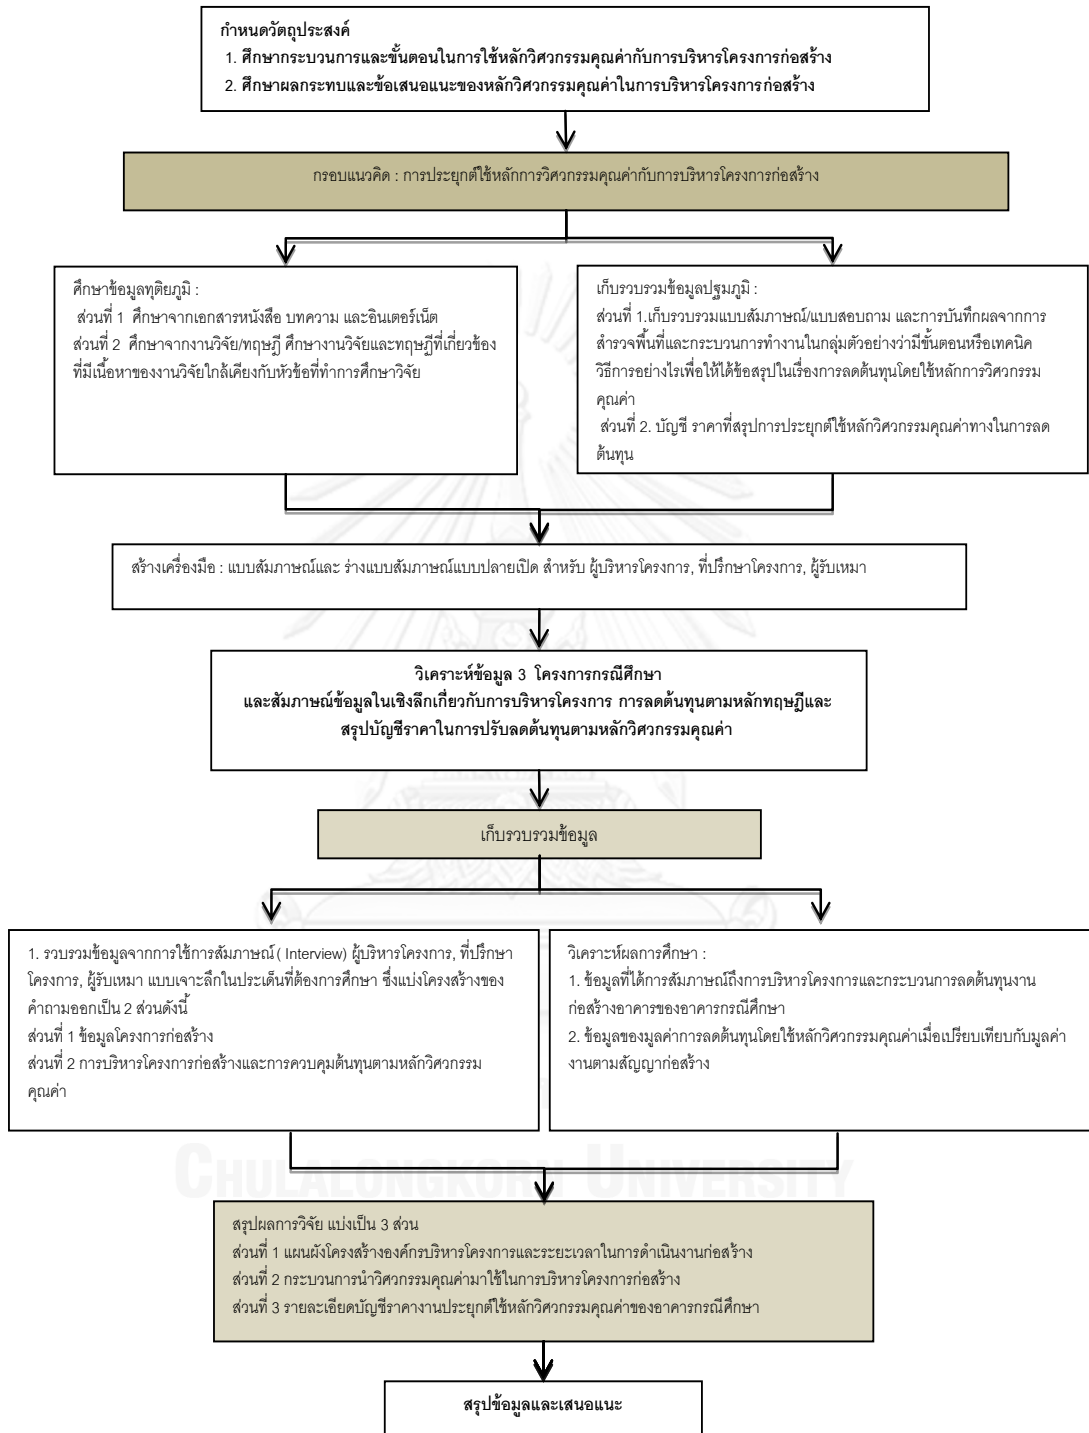 กำหนดวัตถุประสงค์
1. ศึกษากระบวนการและขั้นตอนในการใช้หลักวิศวกรรมคุณค่ากับการบริหารโครงการก่อสร้าง
2. ศึกษาผลกระทบและข้อเสนอแนะของหลักวิศวกรรมคุณค่าในการบริหารโครงการก่อสร้าง
กรอบแนวคิด : การประยุกต์ใช้หลักการวิศวกรรมคุณค่ากับการบริหารโครงการก่อสร้าง
ศึกษาข้อมูลทุติยภูมิ :
ส่วนที่ 1 ศึกษาจากเอกสารหนังสือ บทความ และอินเตอร์เน็ต
ส่วนที่ 2 ศึกษาจากงานวิจัย/ทฤษฎี ศึกษางานวิจัยและทฤษฎีที่เกี่ยวข้อง
ที่มีเนื้อหาของงานวิจัยใกล้เคียงกับหัวข้อที่ทำการศึกษาวิจัย
เก็บรวบรวมข้อมูลปฐมภูมิ :
ส่วนที่ 1.เก็บรวบรวมแบบสัมภาษณ์/แบบสอบถาม และการบันทึกผลจากการ
สำรวจพื้นที่และกระบวนการทำงานในกลุ่มตัวอย่างว่ามีขั้นตอนหรือเทคนิค
วิธีการอย่างไรเพื่อให้ได้ข้อสรุปในเรื่องการลดต้นทุนโดยใช้หลักการวิศวกรรม
คุณค่า
ส่วนที่ 2. บัญชี ราคาที่สรุปการประยุกต์ใช้หลักวิศวกรรมคุณค่าทางในการลด
ต้นทุน
สร้างเครื่องมือ : แบบสัมภาษณ์และ ร่างแบบสัมภาษณ์แบบปลายเปิด สำหรับ ผู้บริหารโครงการ, ที่ปรึกษาโครงการ, ผู้รับเหมา
วิเคราะห์ข้อมูล 3 โครงการกรณีศึกษา
และสัมภาษณ์ข้อมูลในเชิงลึกเกี่ยวกับการบริหารโครงการ การลดต้นทุนตามหลักทฤษฎีและ
สรุปบัญชีราคาในการปรับลดต้นทุนตามหลักวิศวกรรมคุณค่า
เก็บรวบรวมข้อมูล
1. รวบรวมข้อมูลจากการใช้การสัมภาษณ์ ( Interview) ผู้บริหารโครงการ, ที่ปรึกษา
โครงการ, ผู้รับเหมา แบบเจาะลึกในประเด็นที่ต้องการศึกษา ซึ่งแบ่งโครงสร้างของ
คำถามออกเป็น 2 ส่วนดังนี้
ส่วนที่ 1 ข้อมูลโครงการก่อสร้าง
ส่วนที่ 2 การบริหารโครงการก่อสร้างและการควบคุมต้นทุนตามหลักวิศวกรรม
คุณค่า
วิเคราะห์ผลการศึกษา :
1. ข้อมูลที่ได้การสัมภาษณ์ถึงการบริหารโครงการและกระบวนการลดต้นทุนงาน
ก่อสร้างอาคารของอาคารกรณีศึกษา
2. ข้อมูลของมูลค่าการลดต้นทุนโดยใช้หลักวิศวกรรมคุณค่าเมื่อเปรียบเทียบกับมูลค่า
งานตามสัญญาก่อสร้าง
CHULALONGKORN UNIVERSITY
สรุปผลการวิจัย แบ่งเป็น 3 ส่วน
ส่วนที่ 1 แผนผังโครงสร้างองค์กรบริหารโครงการและระยะเวลาในการดำเนินงานก่อสร้าง
ส่วนที่ 2 กระบวนการนำวิศวกรรมคุณค่ามาใช้ในการบริหารโครงการก่อสร้าง
ส่วนที่ 3 รายละเอียดบัญชีราคางานประยุกต์ใช้หลักวิศวกรรมคุณค่าของอาคารกรณีศึกษา
สรุปข้อมูลและเสนอแนะ